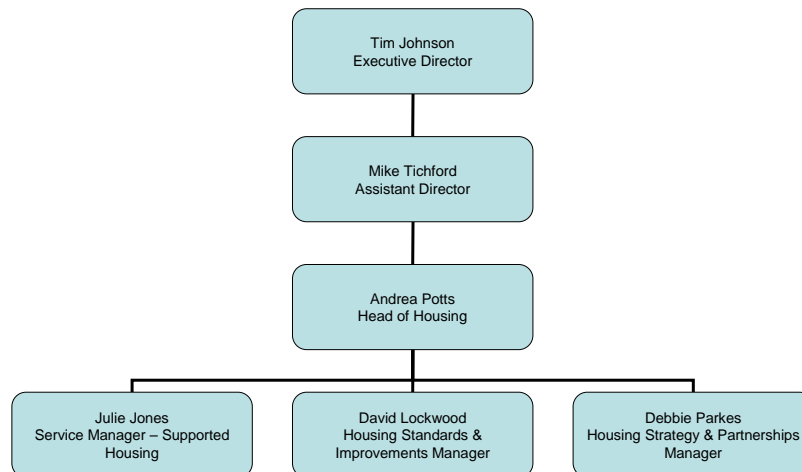 Tim Johnson
Executive Director
Mike Tichford
Assistant Director
Andrea Potts
Head of Housing
Julie Jones
Service Manager – Supported
Housing
David Lockwood
Housing Standards &
Improvements Manager
Debbie Parkes
Housing Strategy & Partnerships
Manager